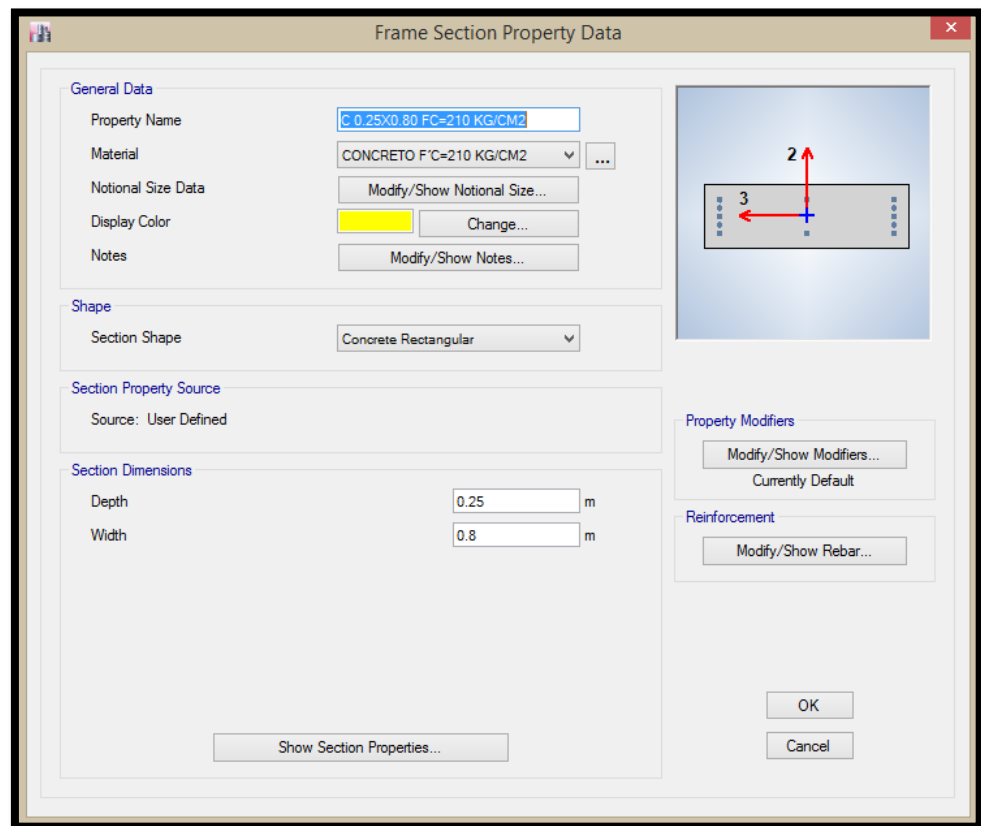 Frame Section Property Data
General Data
Property Name C 0.25X0.80 FC=210 KG/CM2
Material CONCRETO F´C=210 KG/CM2 ...
Notional Size Data Modify/Show Notional Size...
Display Color Change...
Notes Modify/Show Notes...
Shape
Section Shape Concrete Rectangular
Section Property Source
Source: User Defined
Section Dimensions
Depth 0.25 m
Width 0.8 m
Show Section Properties...
2
3
Property Modifiers
Modify/Show Modifiers...
Currently Default
Reinforcement
Modify/Show Rebar...
OK
Cancel